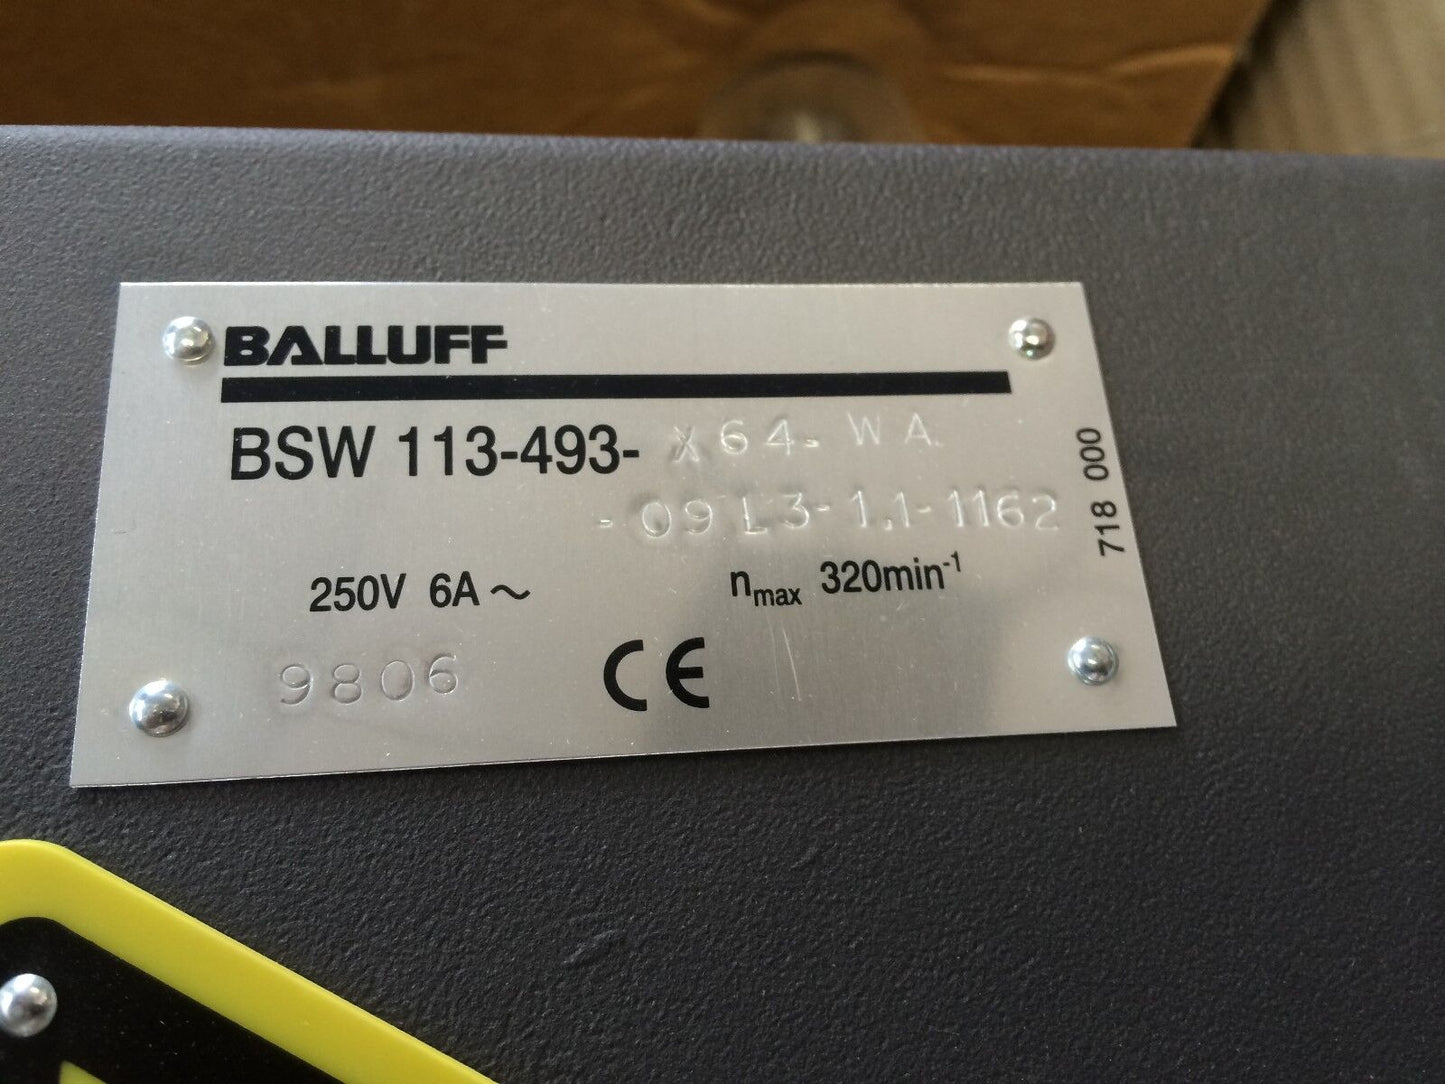 BALLUFF
BSW 113-493- X64-WA
-09L3-1,1-1162
250V 6A ~ nmax 320min-1
9806 CE
718 000